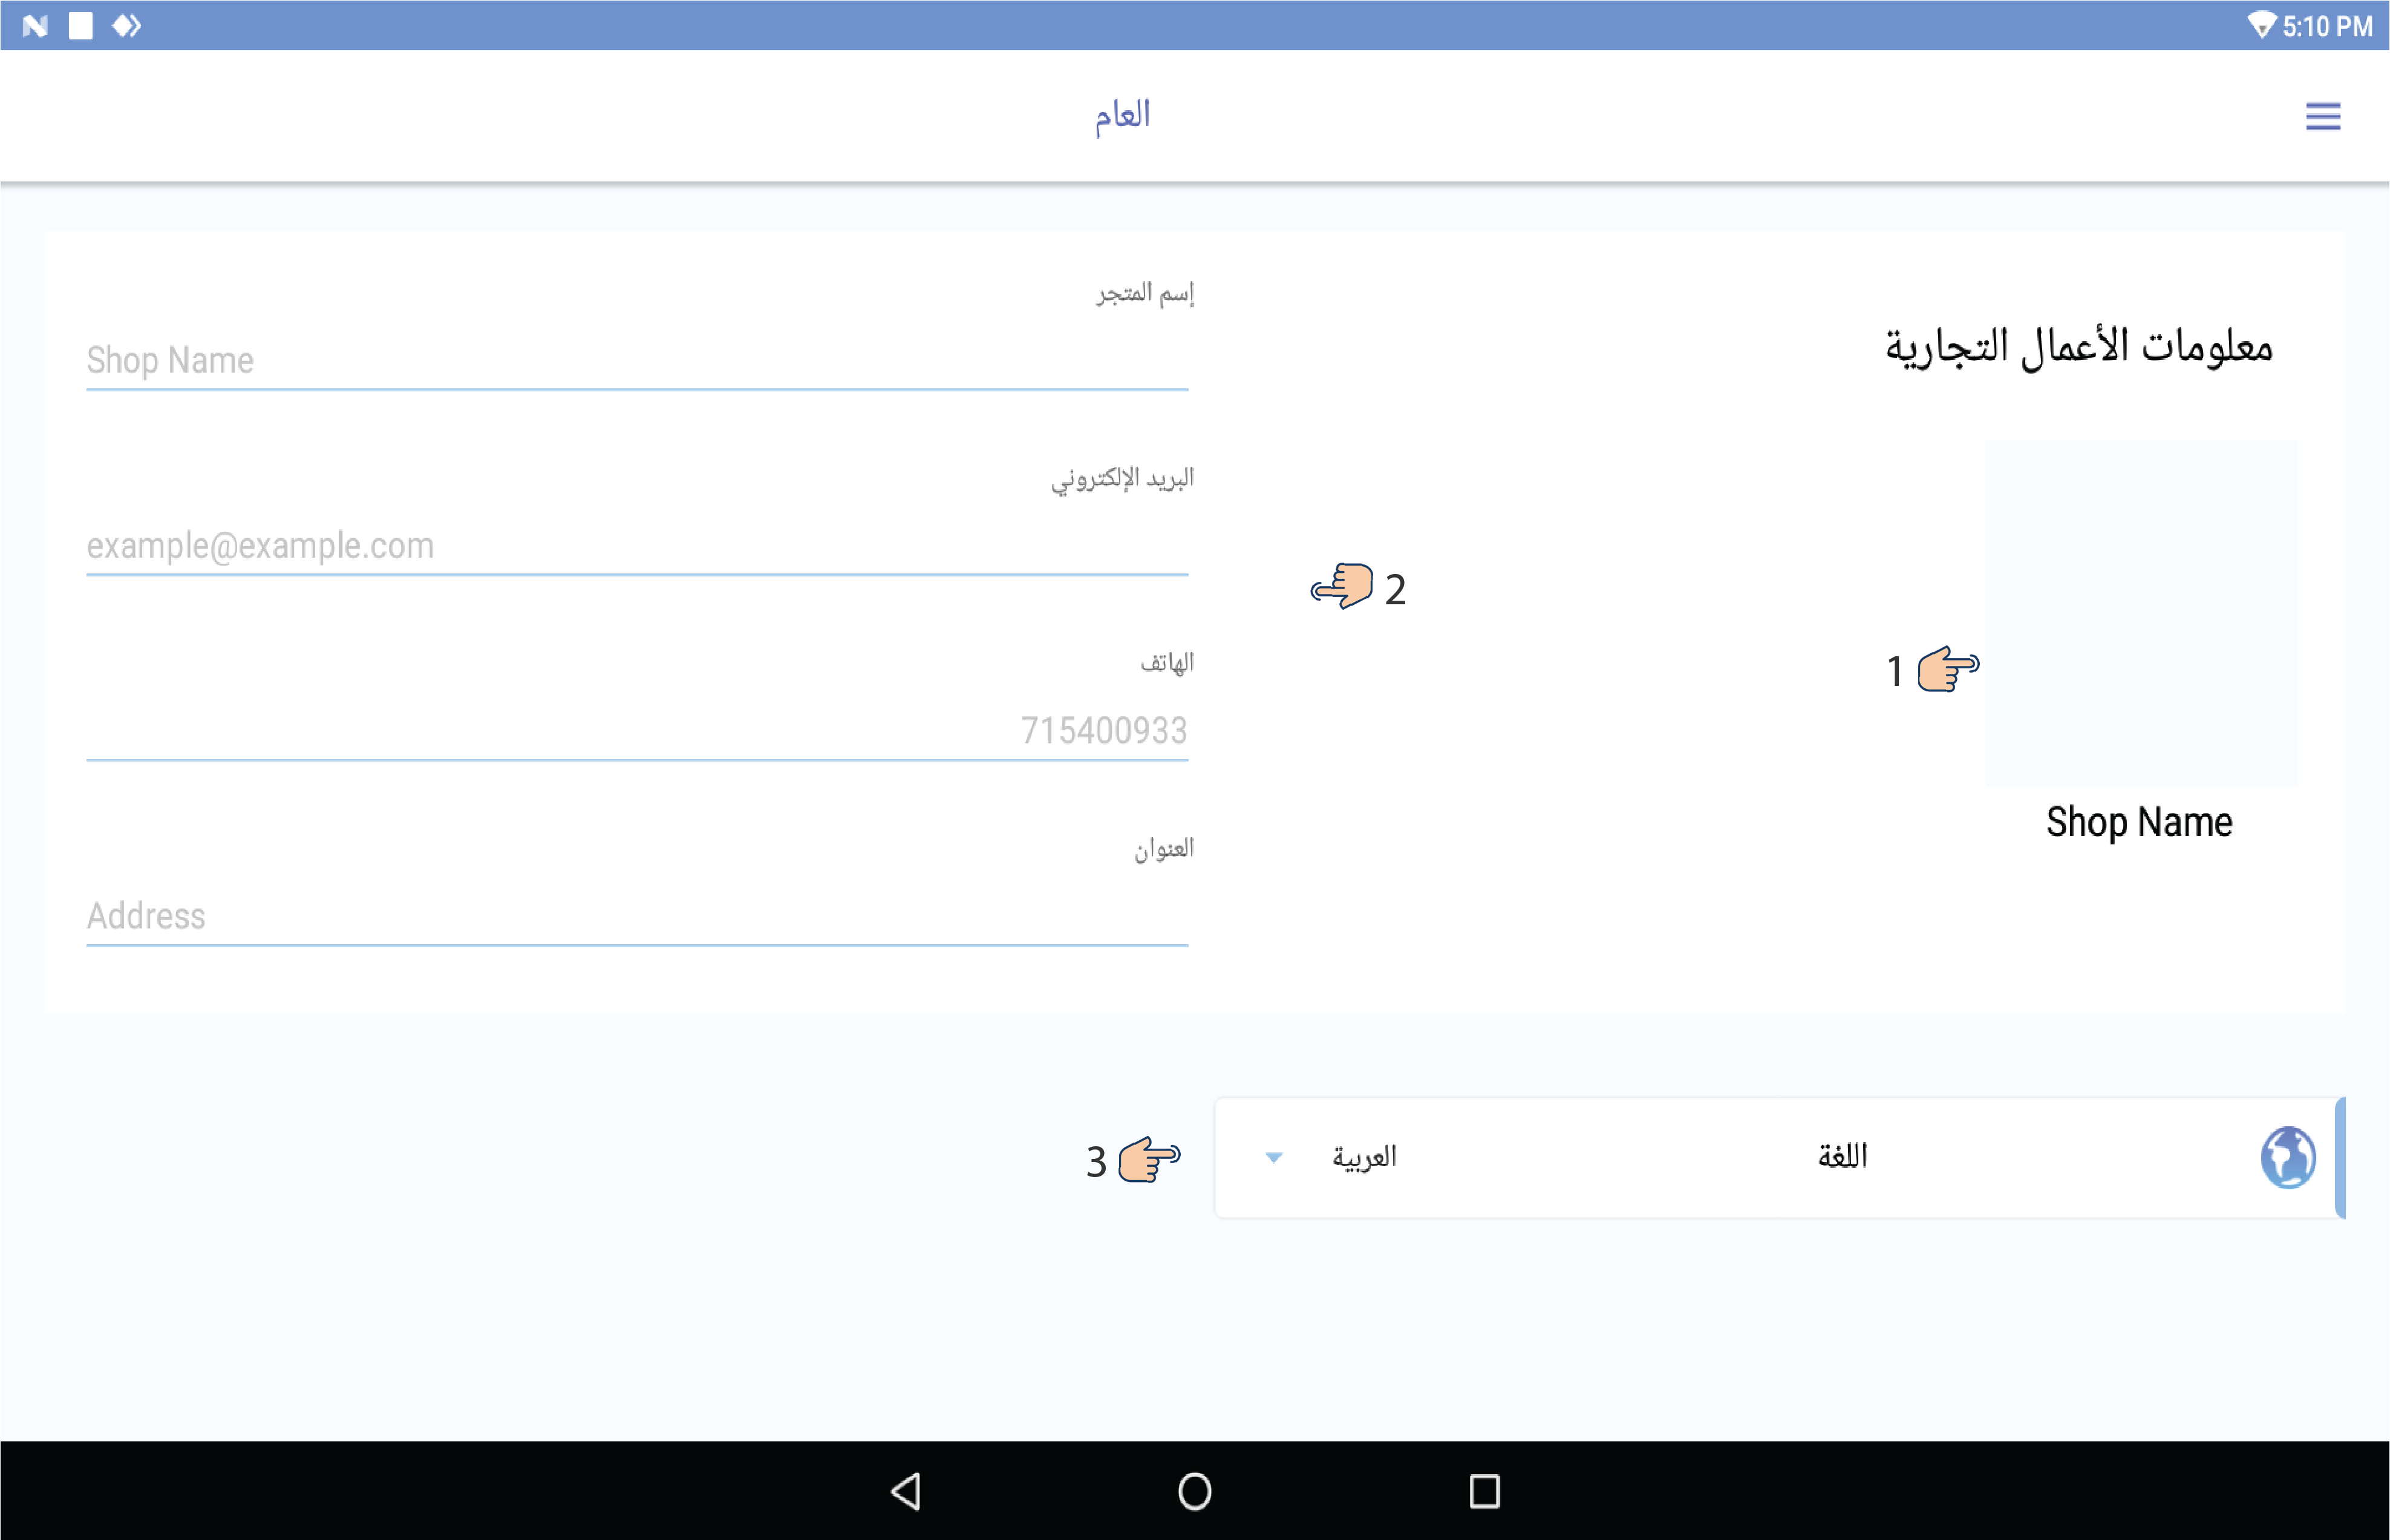 5:10 PM
العام
معلومات الأعمال التجارية
1
Shop Name
2
إسم المتجر
Shop Name
البريد الإلكتروني
example@example.com
الهاتف
715400933
العنوان
Address
اللغة
العربية
3